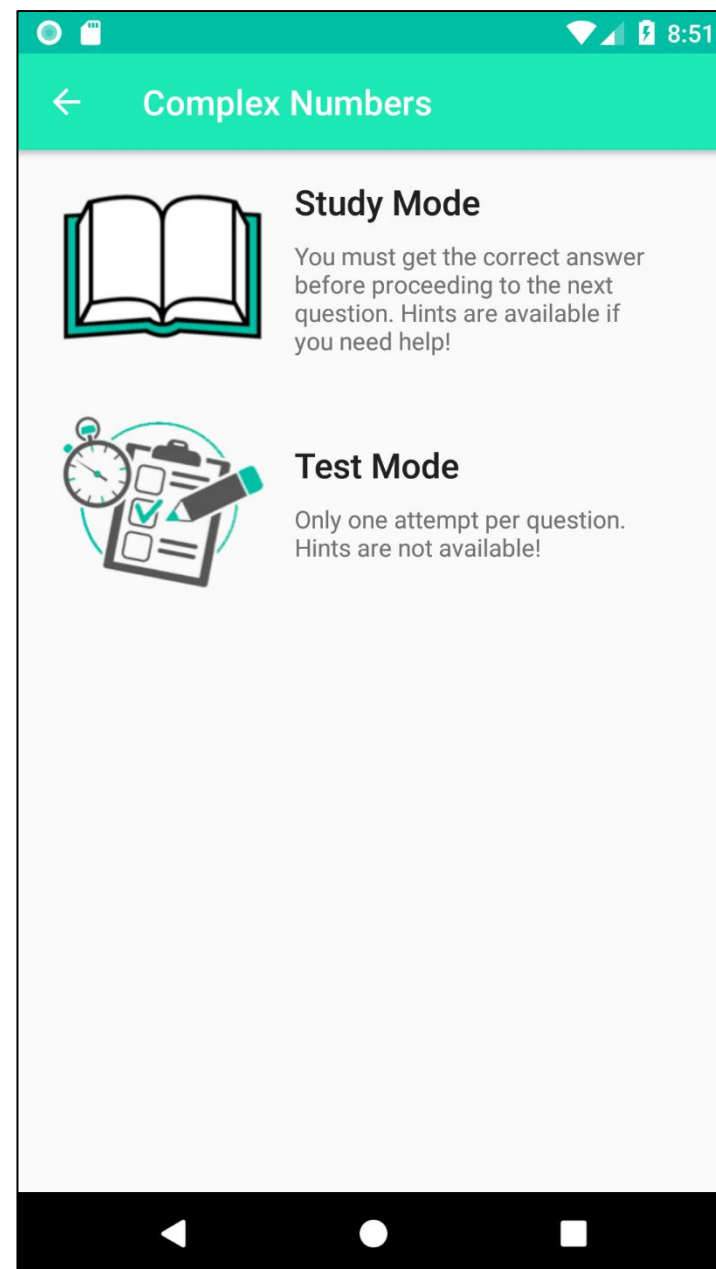 8:51
Complex Numbers
Study Mode
You must get the correct answer
before proceeding to the next
question. Hints are available if
you need help!
Test Mode
Only one attempt per question.
Hints are not available!